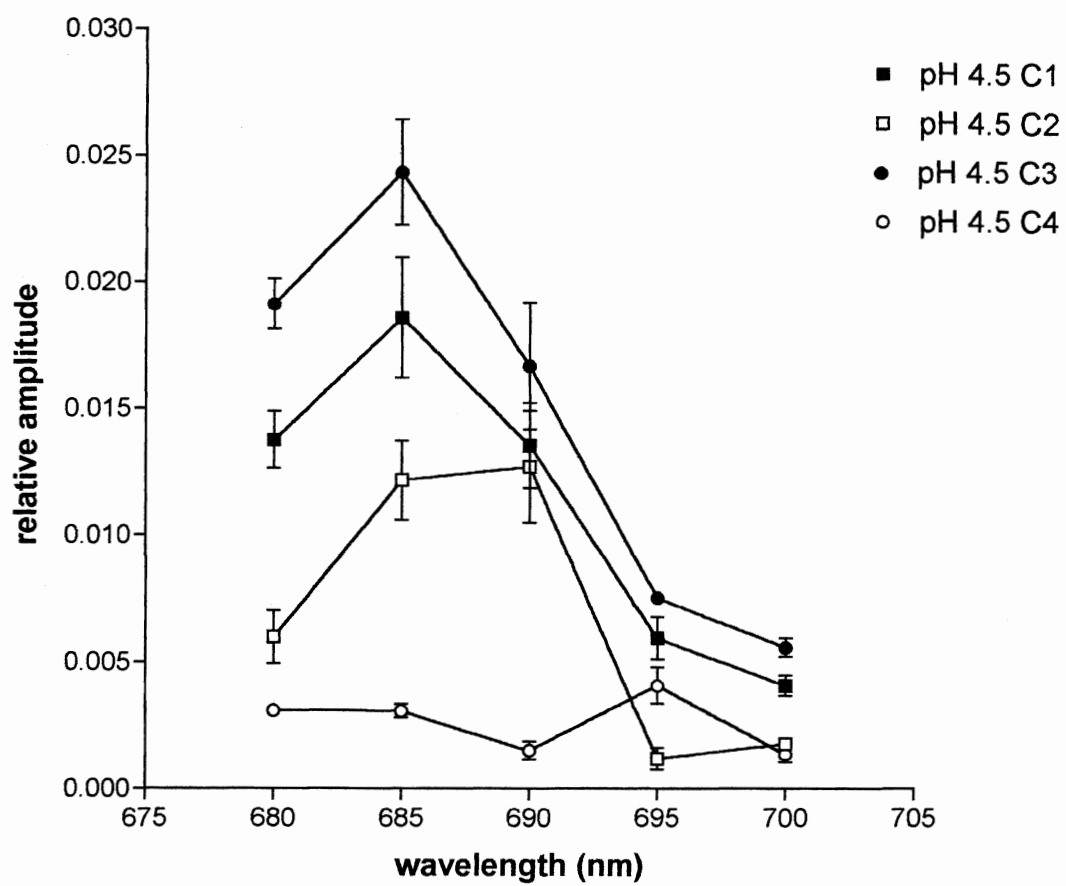 0.030
0.025
0.020
0.015
0.010
0.005
0.000
relative amplitude
675 680 685 690 695 700 705
wavelength (nm)
pH 4.5 C1
pH 4.5 C2
pH 4.5 C3
pH 4.5 C4